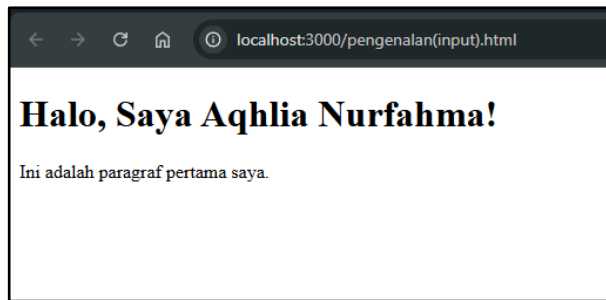 localhost:3000/pengenalan(input).html
Halo, Saya Aqhlia Nurfahma!
Ini adalah paragraf pertama saya.